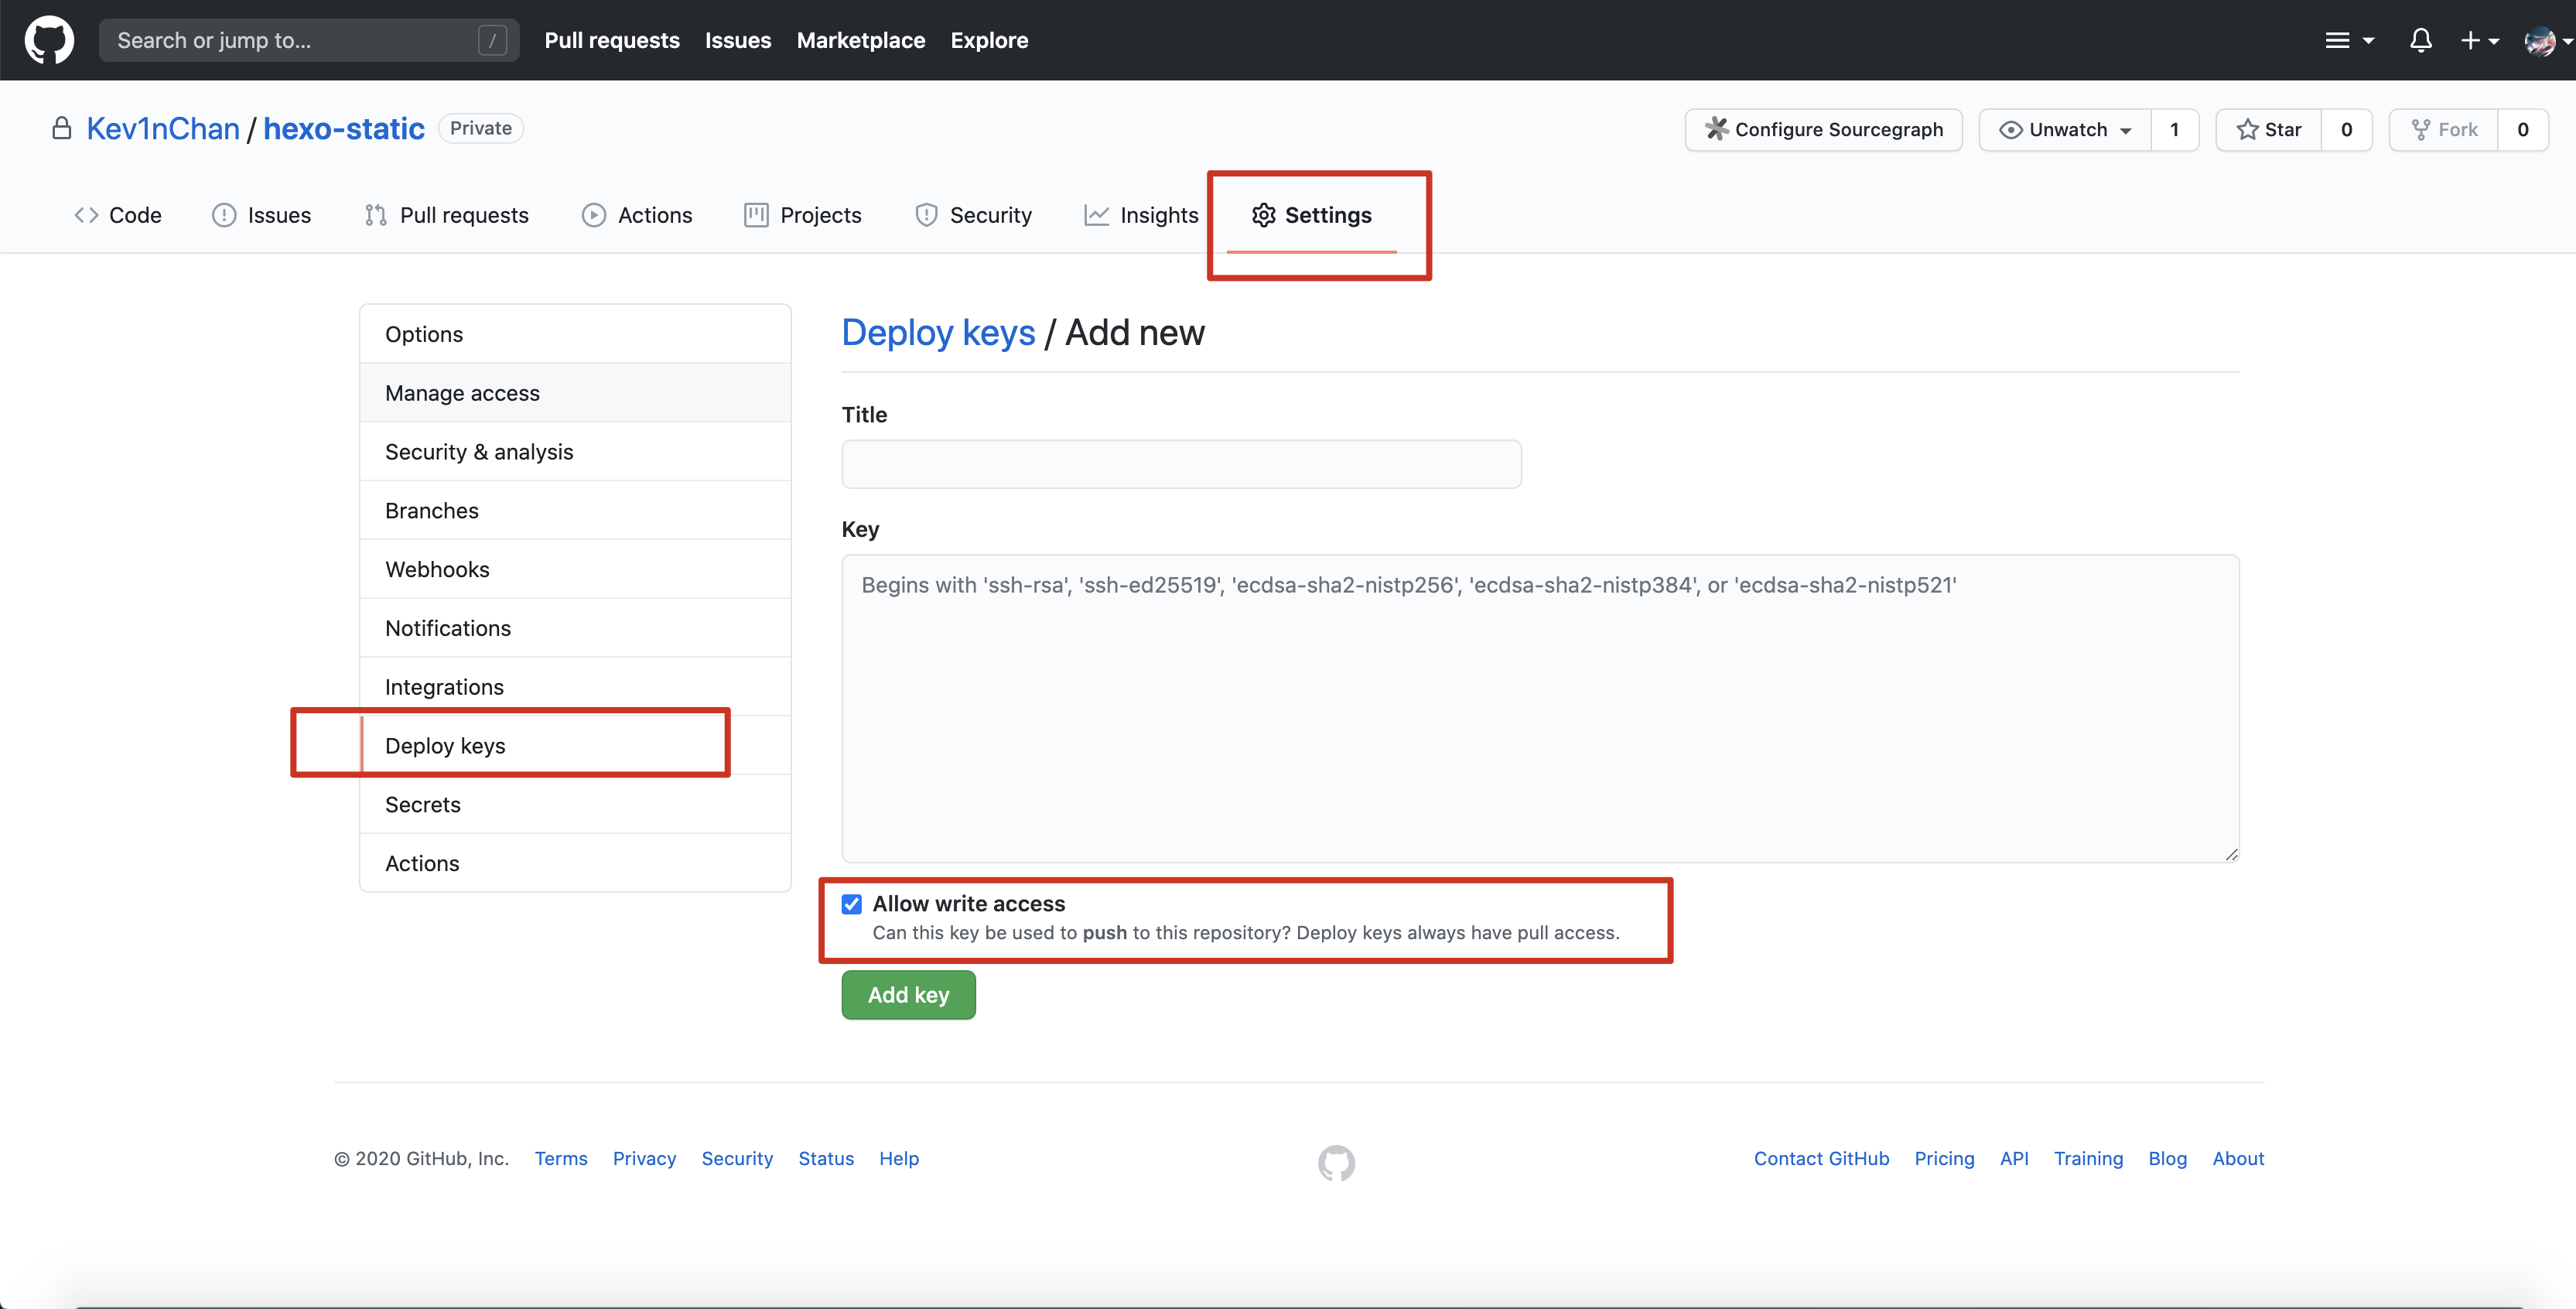 Search or jump to... /
Pull requests Issues Marketplace Explore
Kev1nChan / hexo-static Private
Configure Sourcegraph Unwatch 1 Star 0 Fork 0
Code Issues Pull requests Actions Projects Security Insights Settings
Options
Manage access
Security & analysis
Branches
Webhooks
Notifications
Integrations
Deploy keys
Secrets
Actions
Deploy keys / Add new
Title
Key
Begins with 'ssh-rsa', 'ssh-ed25519', 'ecdsa-sha2-nistp256', 'ecdsa-sha2-nistp384', or 'ecdsa-sha2-nistp521'
Allow write access
Can this key be used to push to this repository? Deploy keys always have pull access.
Add key
© 2020 GitHub, Inc. Terms Privacy Security Status Help
Contact GitHub Pricing API Training Blog About